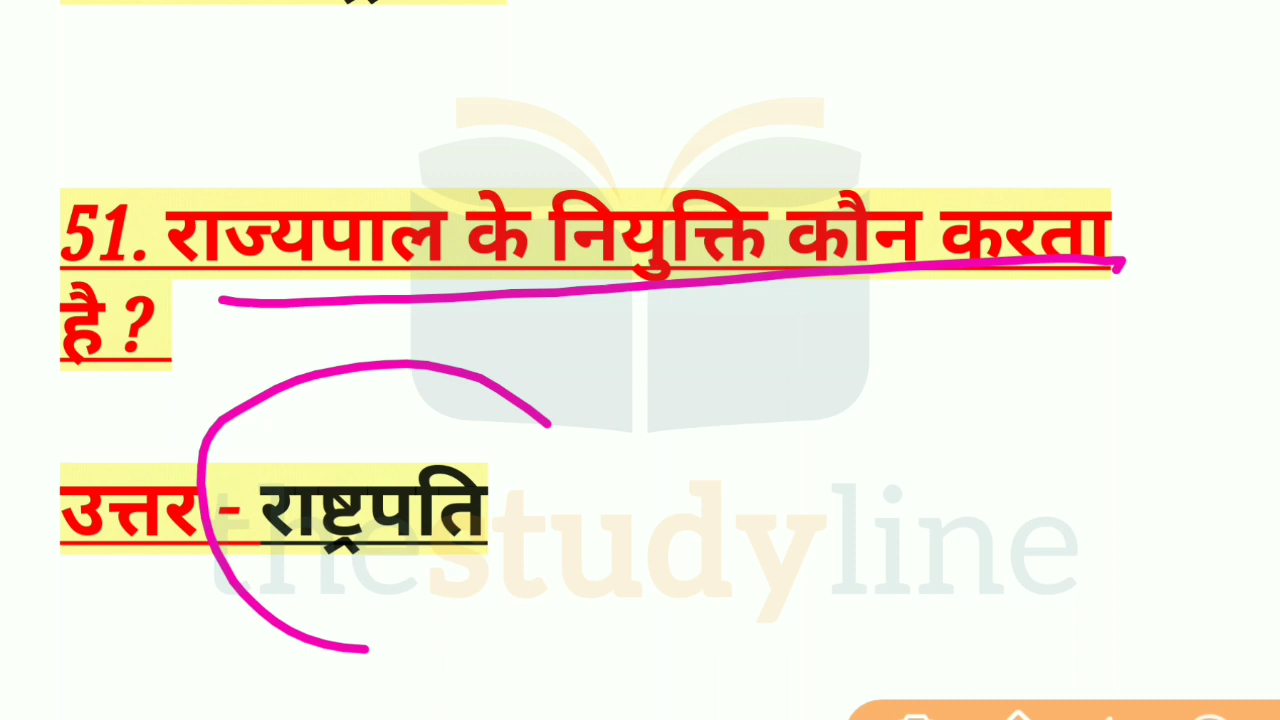 51. राज्यपाल के नियुक्ति कौन करता
है ?
उत्तर - राष्ट्रपति
thestudyline